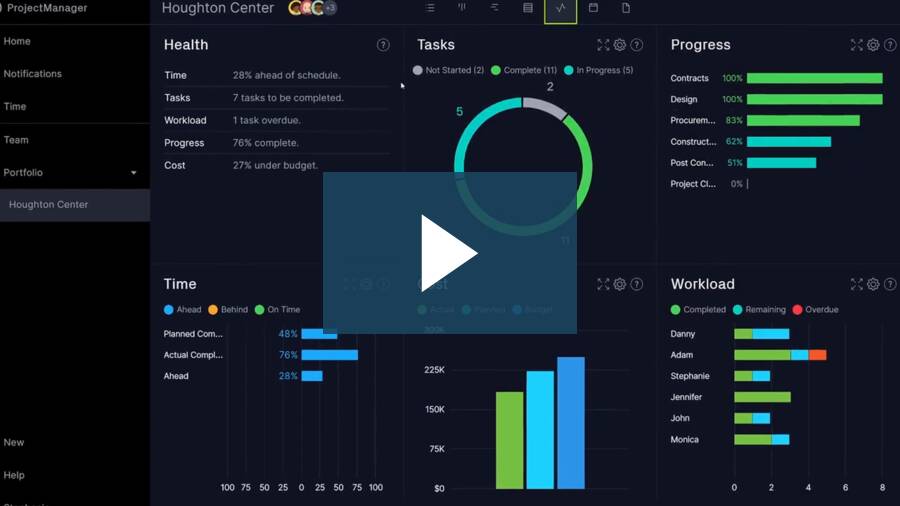 ProjectManager
Houghton Center
+3
Home
Notifications
Time
Team
Portfolio
Houghton Center
New
Help
Health
?
Time 28% ahead of schedule.
Tasks 7 tasks to be completed.
Workload 1 task overdue.
Progress 76% complete.
Cost 27% under budget.
Tasks
?
Not Started (2) Complete (11) In Progress (5)
2
5
11
Progress
?
Contracts 100%
Design 100%
Procurem... 83%
Construct... 62%
Post Con... 51%
Project Cl... 0%
Time
Ahead Behind On Time
Planned Com... 48%
Actual Compl... 76%
Ahead 28%
100 75 50 25 0 25 50 75 100
Cost
?
Actual Planned Budget
300K
225K
150K
75K
$0
Workload
?
Completed Remaining Overdue
Danny
Adam
Stephanie
Jennifer
John
Monica
0 2 4 6 8